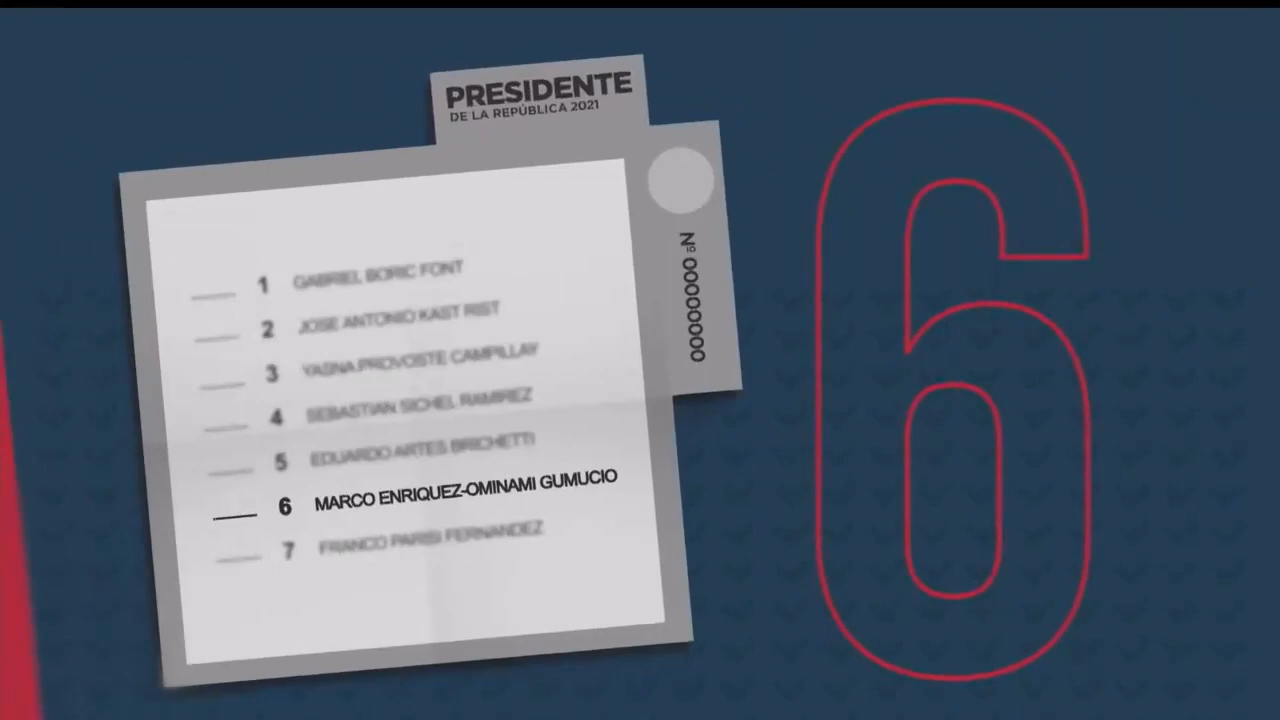 PRESIDENTE
DE LA REPÚBLICA 2021
Nº 00000000
1 GABRIEL BORIC FONT
2 JOSE ANTONIO KAST RIST
3 YASNA PROVOSTE CAMPILLAY
4 SEBASTIAN SICHEL RAMIREZ
5 EDUARDO ARTES BRICHETTI
6 MARCO ENRIQUEZ-OMINAMI GUMUCIO
7 FRANCO PARISI FERNANDEZ
6